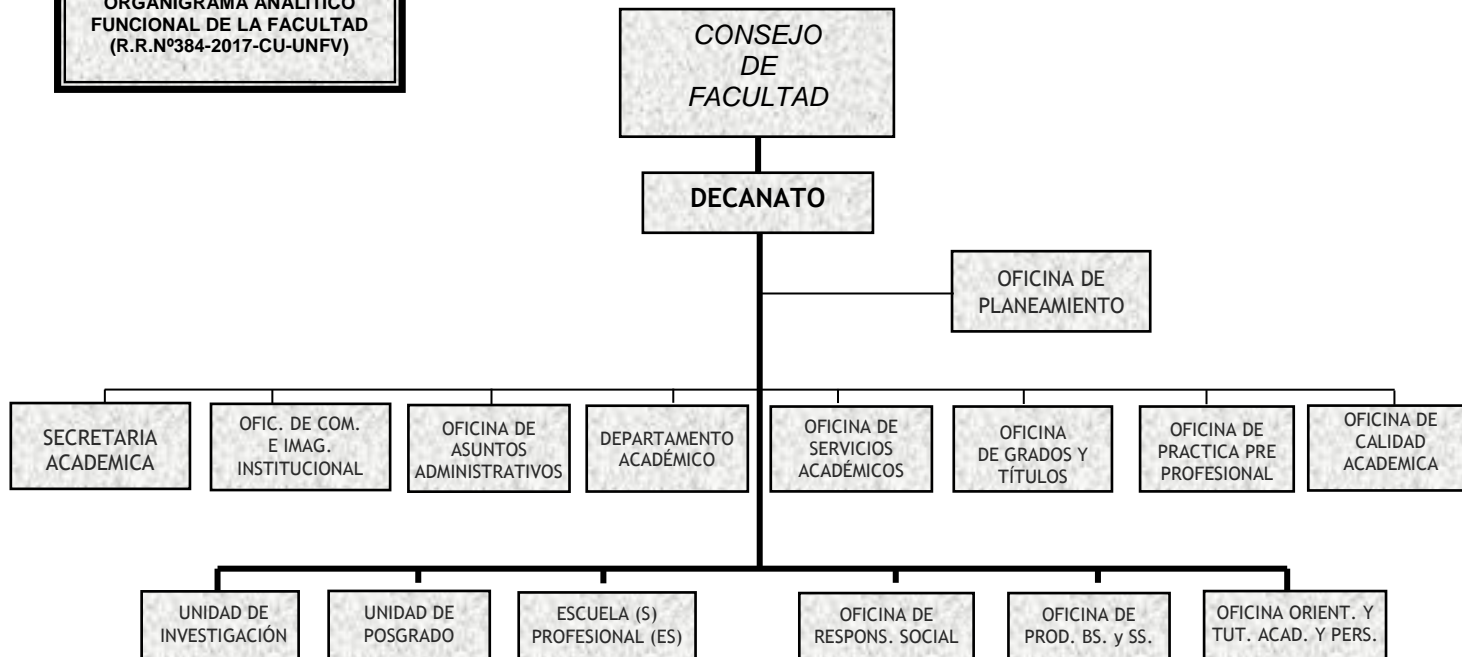 ORGANIGRAMA ANALITICO
FUNCIONAL DE LA FACULTAD
(R.R.Nº384-2017-CU-UNFV)
CONSEJO
DE
FACULTAD
DECANATO
OFICINA DE
PLANEAMIENTO
SECRETARIA
ACADEMICA
OFIC. DE COM.
E IMAG.
INSTITUCIONAL
OFICINA DE
ASUNTOS
ADMINISTRATIVOS
DEPARTAMENTO
ACADÉMICO
OFICINA DE
SERVICIOS
ACADÉMICOS
OFICINA
DE GRADOS Y
TÍTULOS
OFICINA DE
PRACTICA PRE
PROFESIONAL
OFICINA DE
CALIDAD
ACADEMICA
UNIDAD DE
INVESTIGACIÓN
UNIDAD DE
POSGRADO
ESCUELA (S)
PROFESIONAL (ES)
OFICINA DE
RESPONS. SOCIAL
OFICINA DE
PROD. BS. y SS.
OFICINA ORIENT. Y
TUT. ACAD. Y PERS.